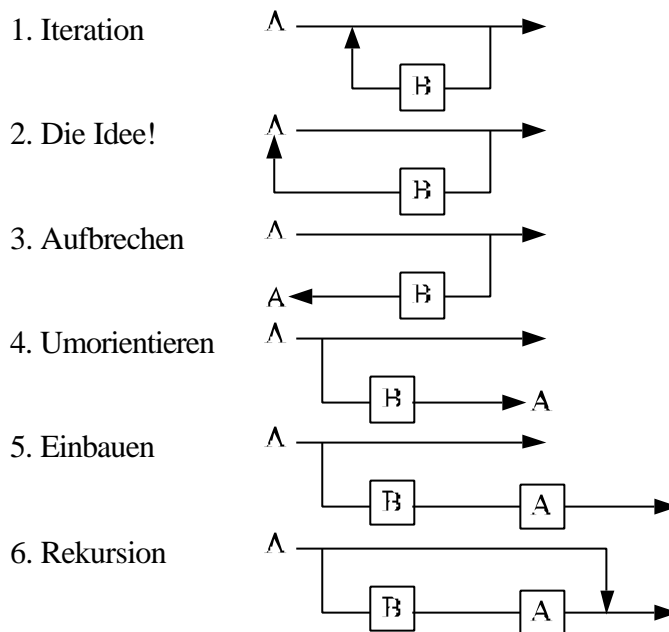 1. Iteration A
B
2. Die Idee! A
B
3. Aufbrechen A
A B
4. Umorientieren A
B A
5. Einbauen A
B A
6. Rekursion A
B A